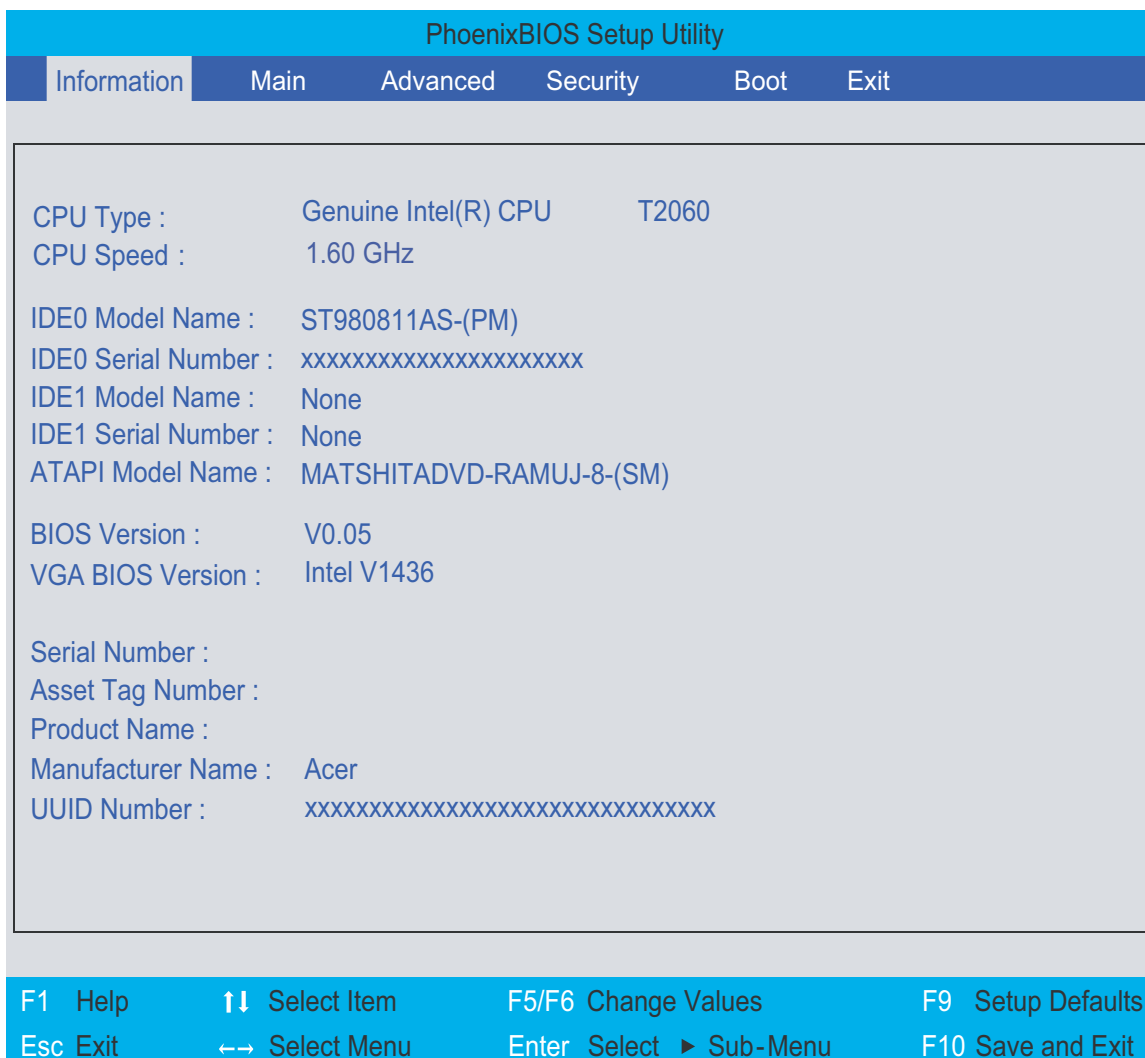 PhoenixBIOS Setup Utility
Information Main Advanced Security Boot Exit
CPU Type : Genuine Intel(R) CPU T2060
CPU Speed : 1.60 GHz
IDE0 Model Name : ST980811AS-(PM)
IDE0 Serial Number : xxxxxxxxxxxxxxxxxxxxxx
IDE1 Model Name : None
IDE1 Serial Number : None
ATAPI Model Name : MATSHITADVD-RAMUJ-8-(SM)
BIOS Version : V0.05
VGA BIOS Version : Intel V1436
Serial Number :
Asset Tag Number :
Product Name :
Manufacturer Name : Acer
UUID Number : xxxxxxxxxxxxxxxxxxxxxxxxxxxxxxxx
F1 Help ↑↓ Select Item F5/F6 Change Values F9 Setup Defaults
Esc Exit ←→ Select Menu Enter Select ► Sub-Menu F10 Save and Exit